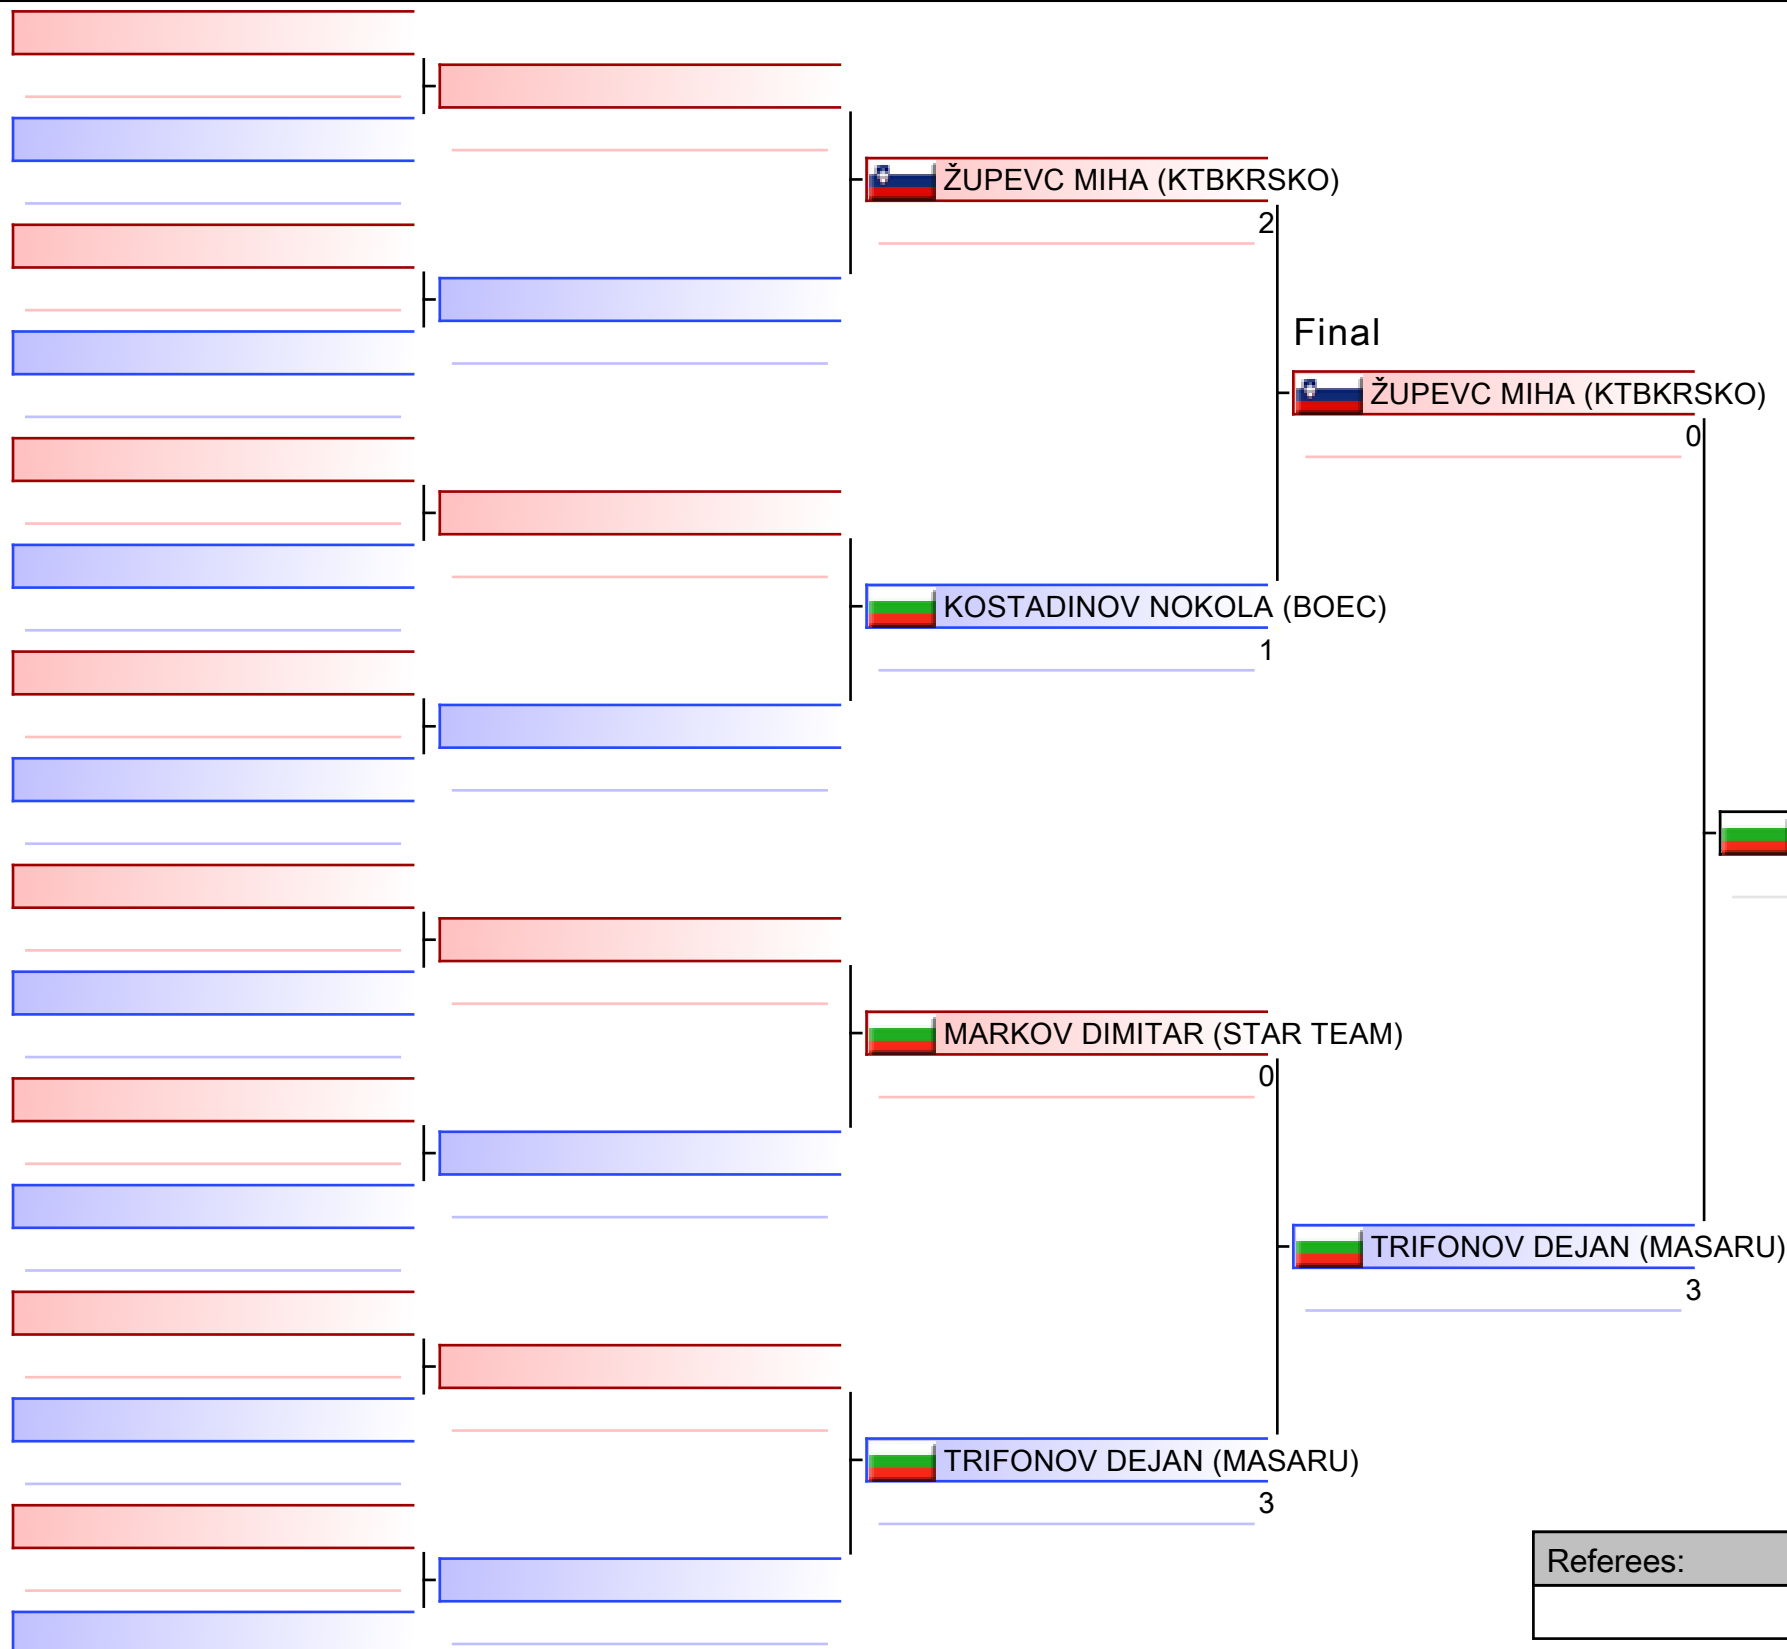 ŽUPEVC MIHA (KTBKRSKO)
2
Final
ŽUPEVC MIHA (KTBKRSKO)
0
KOSTADINOV NOKOLA (BOEC)
1
MARKOV DIMITAR (STAR TEAM)
0
TRIFONOV DEJAN (MASARU)
3
TRIFONOV DEJAN (MASARU)
3
Referees: